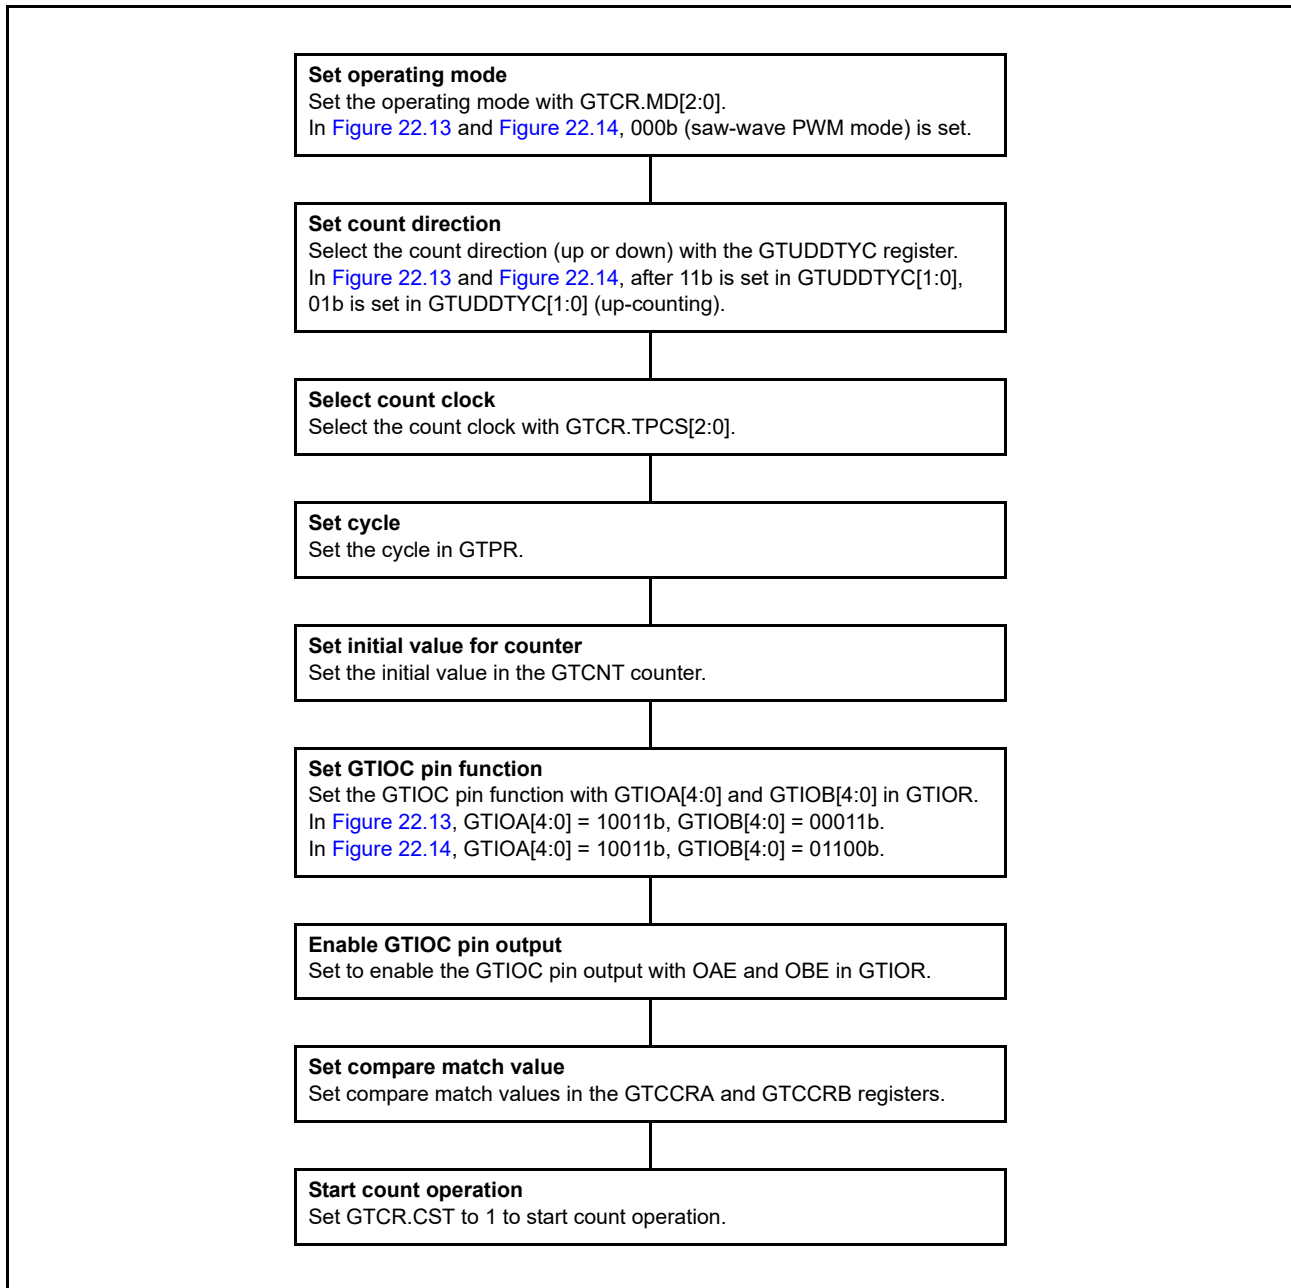 Set operating mode
Set the operating mode with GTCR.MD[2:0].
In Figure 22.13 and Figure 22.14, 000b (saw-wave PWM mode) is set.
Set count direction
Select the count direction (up or down) with the GTUDDTYC register.
In Figure 22.13 and Figure 22.14, after 11b is set in GTUDDTYC[1:0],
01b is set in GTUDDTYC[1:0] (up-counting).
Select count clock
Select the count clock with GTCR.TPCS[2:0].
Set cycle
Set the cycle in GTPR.
Set initial value for counter
Set the initial value in the GTCNT counter.
Set GTIOC pin function
Set the GTIOC pin function with GTIOA[4:0] and GTIOB[4:0] in GTIOR.
In Figure 22.13, GTIOA[4:0] = 10011b, GTIOB[4:0] = 00011b.
In Figure 22.14, GTIOA[4:0] = 10011b, GTIOB[4:0] = 01100b.
Enable GTIOC pin output
Set to enable the GTIOC pin output with OAE and OBE in GTIOR.
Set compare match value
Set compare match values in the GTCCRA and GTCCRB registers.
Start count operation
Set GTCR.CST to 1 to start count operation.